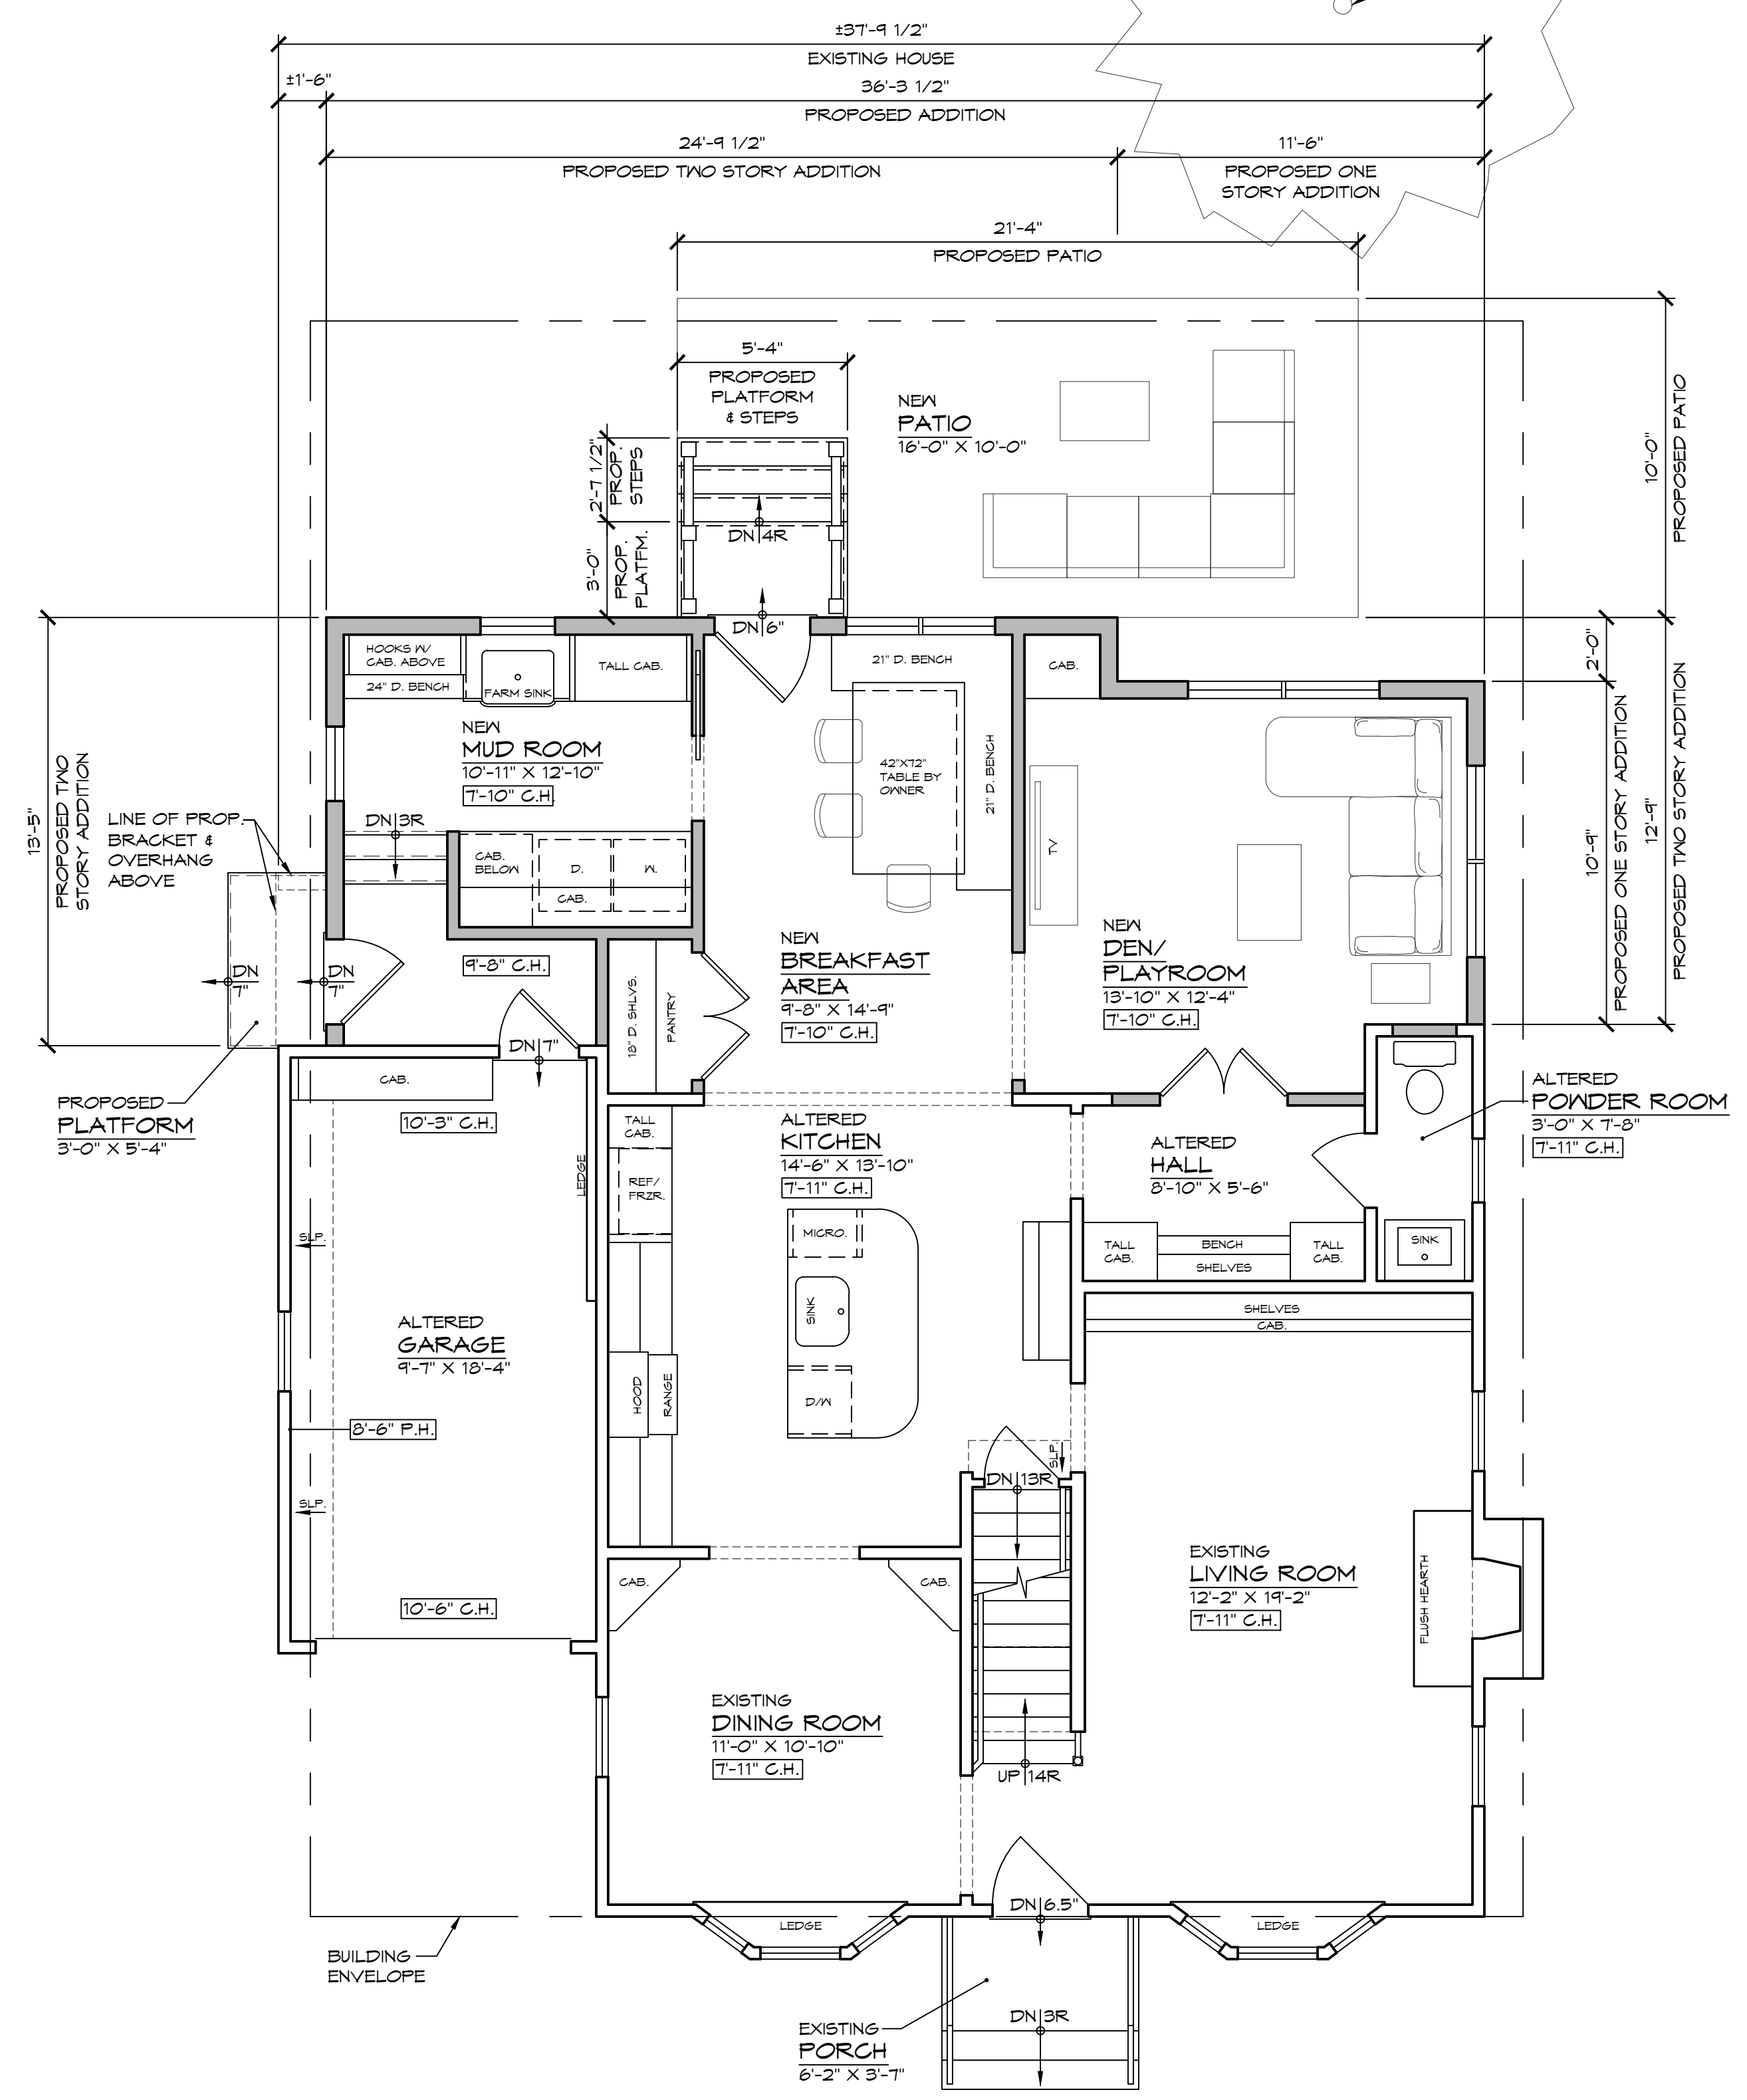 ±37'-9 1/2"
EXISTING HOUSE
±1'-6"
36'-3 1/2"
PROPOSED ADDITION
24'-9 1/2"
PROPOSED TWO STORY ADDITION
11'-6"
PROPOSED ONE
STORY ADDITION
21'-4"
PROPOSED PATIO
5'-4"
PROPOSED
PLATFORM
& STEPS
NEW
PATIO
16'-0" X 10'-0"
10'-0"
PROPOSED PATIO
2'-7 1/2"
PROP.
STEPS
DN 4R
3'-0"
PROP.
PLATFM.
DN 6"
HOOKS W/
CAB. ABOVE
24" D. BENCH
FARM SINK
TALL CAB.
21" D. BENCH
CAB.
2'-0"
NEW
MUD ROOM
10'-11" X 12'-10"
7'-10" C.H.
42"X72"
TABLE BY
OWNER
21" D. BENCH
TV
13'-5"
PROPOSED TWO
STORY ADDITION
10'-9"
PROPOSED ONE STORY ADDITION
12'-9"
PROPOSED TWO STORY ADDITION
LINE OF PROP.
BRACKET &
OVERHANG
ABOVE
DN 3R
CAB.
BELOW
D.
W.
CAB.
DN
7"
DN
7"
9'-8" C.H.
NEW
BREAKFAST
AREA
9'-8" X 14'-9"
7'-10" C.H.
NEW
DEN/
PLAYROOM
13'-10" X 12'-4"
7'-10" C.H.
18" D. SHLVS.
PANTRY
DN 7"
PROPOSED
PLATFORM
3'-0" X 5'-4"
CAB.
10'-3" C.H.
LEDGE
TALL
CAB.
REF/
FRZR.
ALTERED
KITCHEN
14'-6" X 13'-10"
7'-11" C.H.
ALTERED
HALL
8'-10" X 5'-6"
ALTERED
POWDER ROOM
3'-0" X 7'-8"
7'-11" C.H.
MICRO.
SINK
D/W
TALL
CAB.
BENCH
SHELVES
TALL
CAB.
SINK
SLP.
SHELVES
CAB.
ALTERED
GARAGE
9'-7" X 18'-4"
8'-6" P.H.
HOOD
RANGE
SLP.
SLP.
DN 13R
10'-6" C.H.
CAB.
CAB.
EXISTING
LIVING ROOM
12'-2" X 19'-2"
7'-11" C.H.
FLUSH HEARTH
EXISTING
DINING ROOM
11'-0" X 10'-10"
7'-11" C.H.
UP 14R
DN 6.5"
LEDGE
LEDGE
BUILDING
ENVELOPE
EXISTING
PORCH
6'-2" X 3'-7"
DN 3R